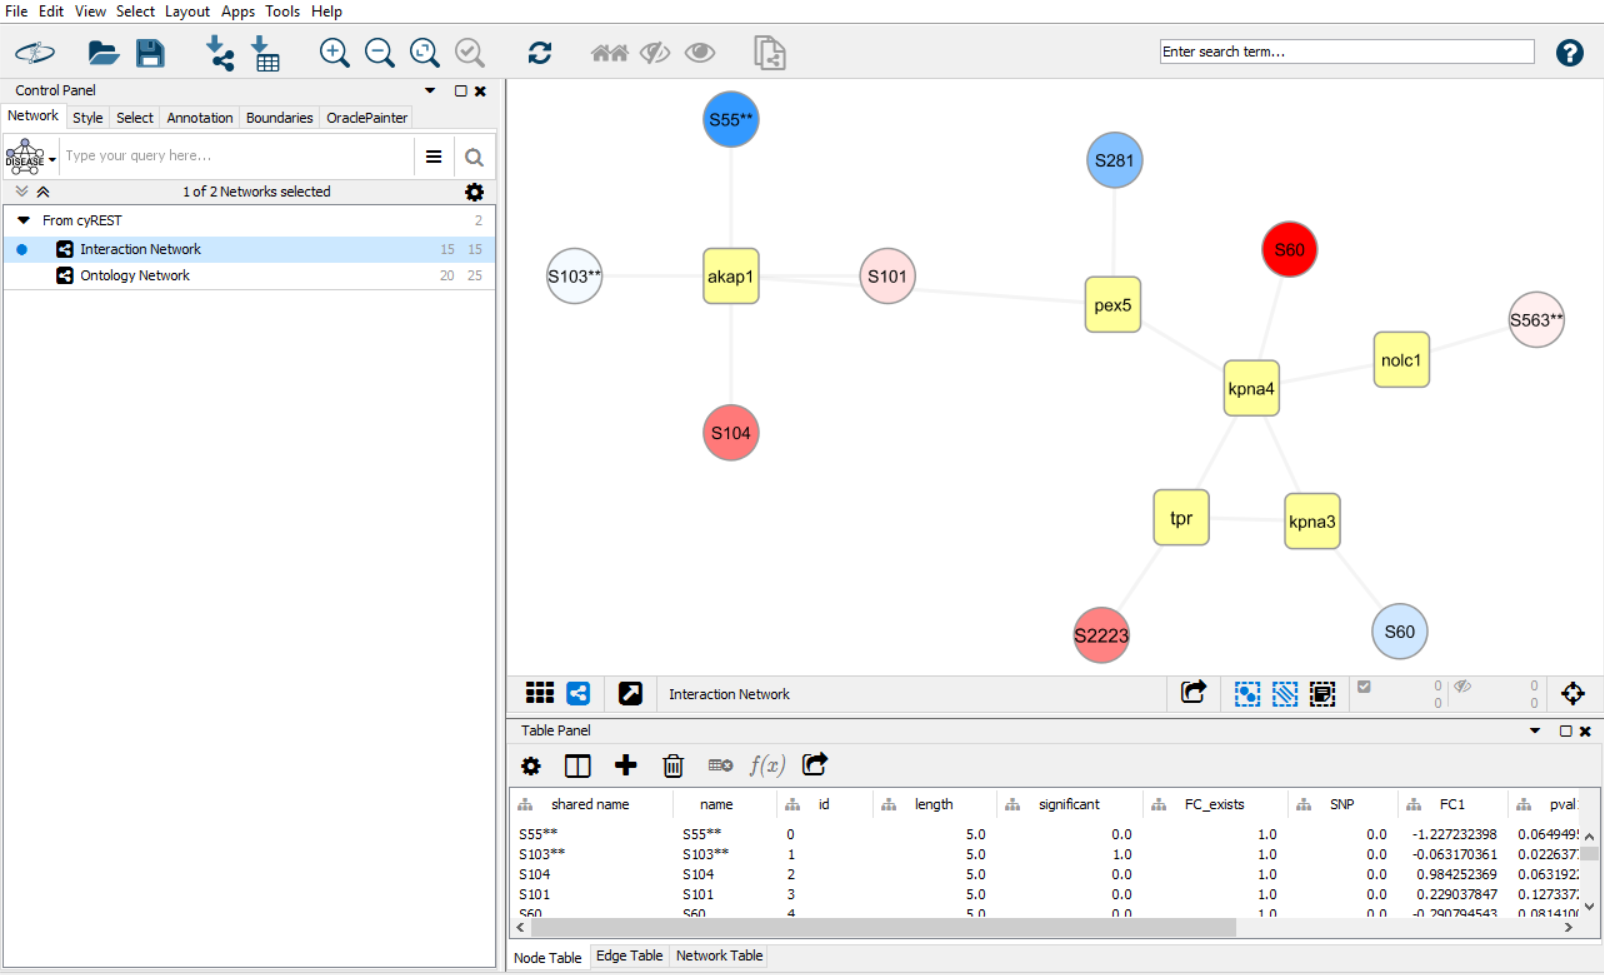 File Edit View Select Layout Apps Tools Help
Enter search term...
Control Panel
Network Style Select Annotation Boundaries OraclePainter
DISEASE Type your query here...
1 of 2 Networks selected
From cyREST 2
Interaction Network 15 15
Ontology Network 20 25
S55**
S281
S60
S103** akap1 S101
pex5
S563**
nolc1
kpna4
S104
tpr kpna3
S2223 S60
Interaction Network 0 0
0 0
Table Panel
f(x)
shared name name id length significant FC_exists SNP FC1 pval
S55** S55** 0 5.0 0.0 1.0 0.0 -1.227232398 0.064949
S103** S103** 1 5.0 1.0 1.0 0.0 -0.063170361 0.022637
S104 S104 2 5.0 0.0 1.0 0.0 0.984252369 0.063192
S101 S101 3 5.0 0.0 1.0 0.0 0.229037847 0.127337
S60 S60 4 5.0 0.0 1.0 0.0 -0.290794543 0.081410
Node Table Edge Table Network Table